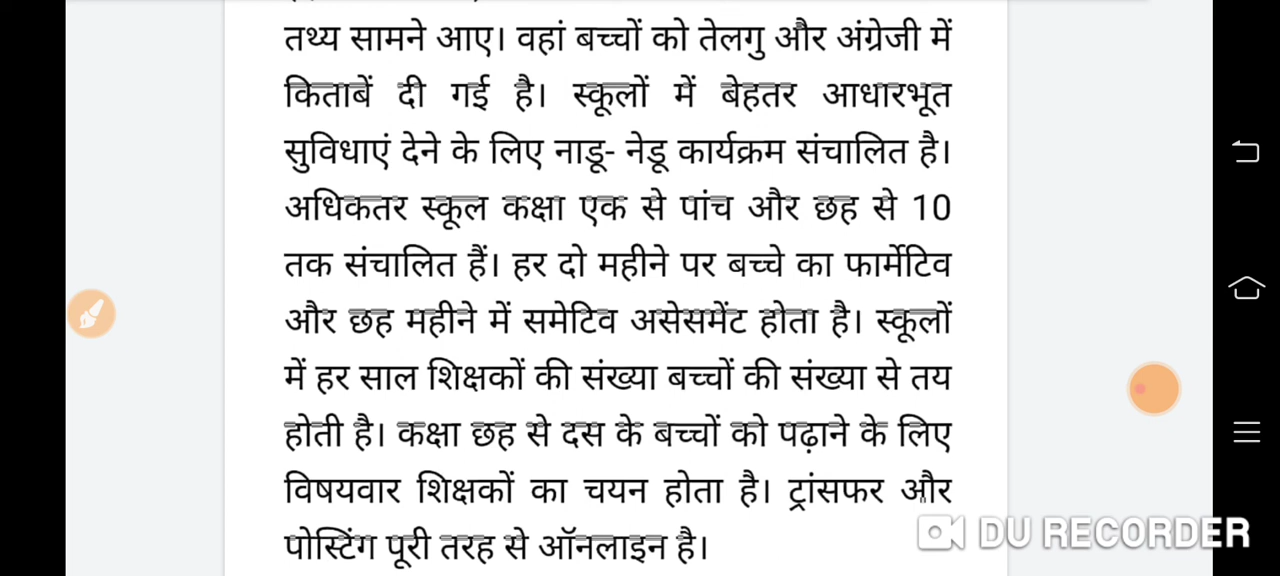 तथ्य सामने आए। वहां बच्चों को तेलगु और अंग्रेजी में
किताबें दी गई है। स्कूलों में बेहतर आधारभूत
सुविधाएं देने के लिए नाडू- नेडू कार्यक्रम संचालित है।
अधिकतर स्कूल कक्षा एक से पांच और छह से 10
तक संचालित हैं। हर दो महीने पर बच्चे का फार्मेटिव
और छह महीने में समेटिव असेसमेंट होता है। स्कूलों
में हर साल शिक्षकों की संख्या बच्चों की संख्या से तय
होती है। कक्षा छह से दस के बच्चों को पढ़ाने के लिए
विषयवार शिक्षकों का चयन होता है। ट्रांसफर और
पोस्टिंग पूरी तरह से ऑनलाइन है।
DU RECORDER